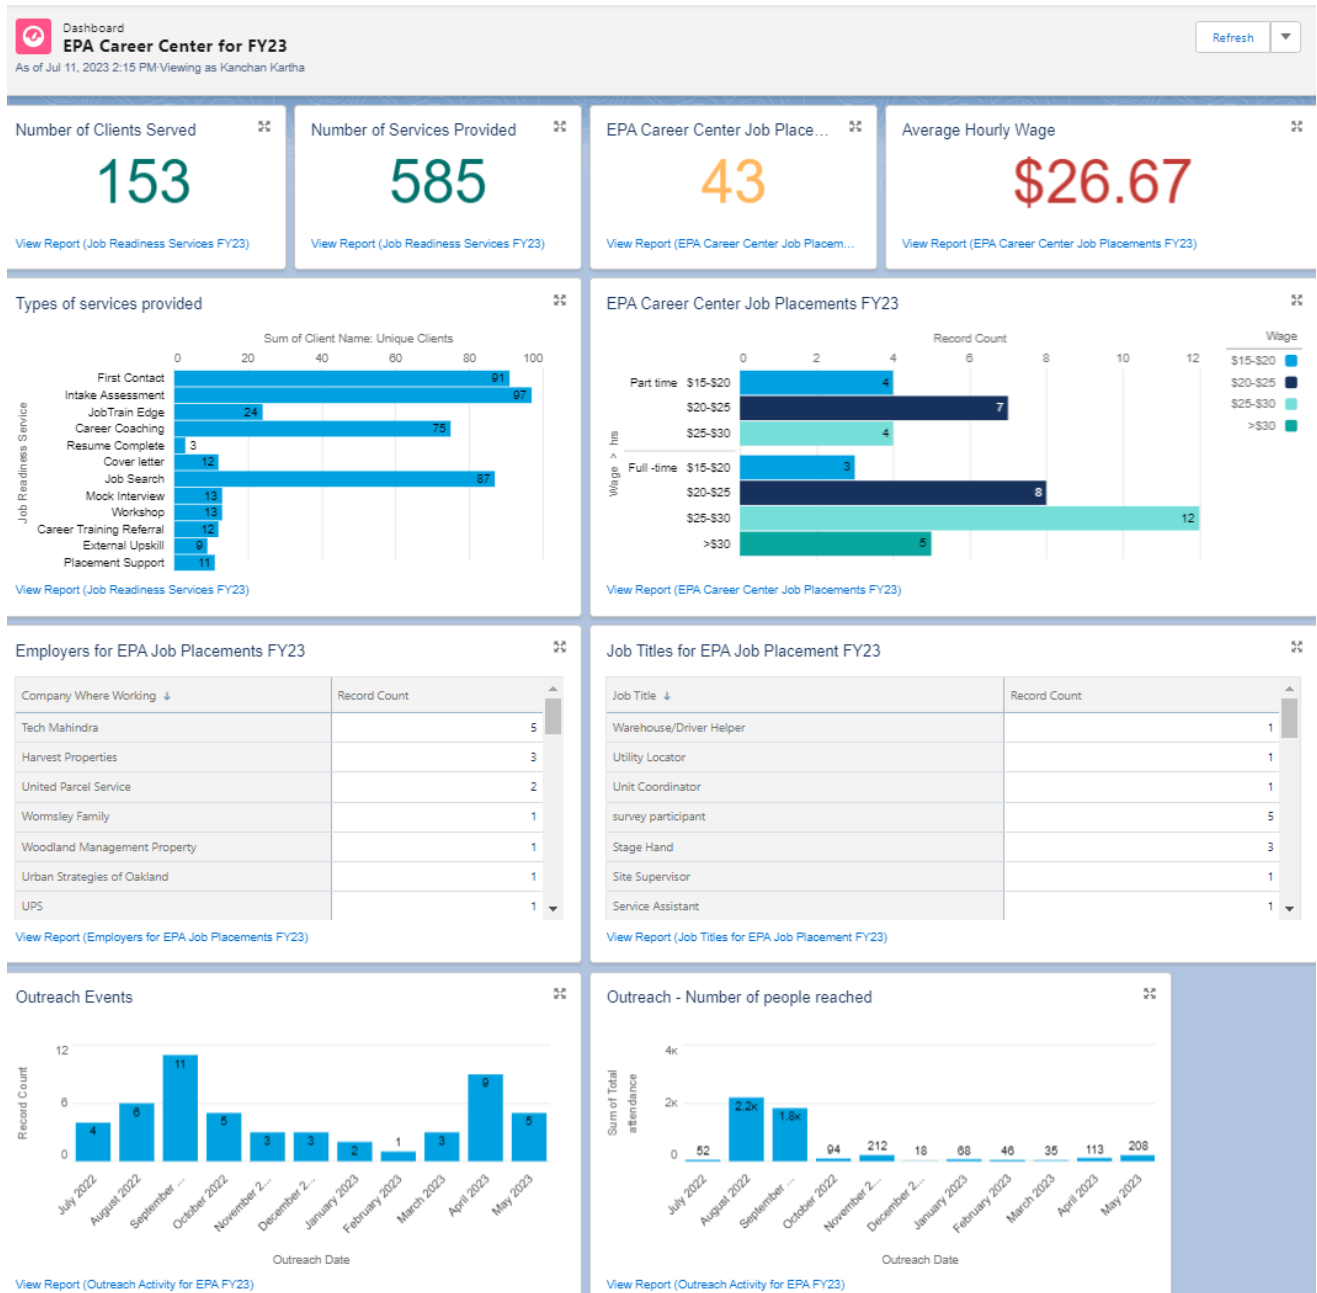 Dashboard
EPA Career Center for FY23
As of Jul 11, 2023 2:15 PM·Viewing as Kanchan Kartha
Refresh
Number of Clients Served
153
View Report (Job Readiness Services FY23)
Number of Services Provided
585
View Report (Job Readiness Services FY23)
EPA Career Center Job Place...
43
View Report (EPA Career Center Job Placem...
Average Hourly Wage
$26.67
View Report (EPA Career Center Job Placements FY23)
Types of services provided
Sum of Client Name: Unique Clients
0 20 40 60 80 100
Job Readiness Service
First Contact 91
Intake Assessment 97
JobTrain Edge 24
Career Coaching 75
Resume Complete 3
Cover letter 12
Job Search 87
Mock Interview 13
Workshop 13
Career Training Referral 12
External Upskill 9
Placement Support 11
View Report (Job Readiness Services FY23)
EPA Career Center Job Placements FY23
Record Count
0 2 4 6 8 10 12
Wage > hrs
Part time $15-$20 4
$20-$25 7
$25-$30 4
Full -time $15-$20 3
$20-$25 8
$25-$30 12
>$30 5
Wage
$15-$20
$20-$25
$25-$30
>$30
View Report (EPA Career Center Job Placements FY23)
Employers for EPA Job Placements FY23
Company Where Working ↓ Record Count
Tech Mahindra 5
Harvest Properties 3
United Parcel Service 2
Wormsley Family 1
Woodland Management Property 1
Urban Strategies of Oakland 1
UPS 1
View Report (Employers for EPA Job Placements FY23)
Job Titles for EPA Job Placement FY23
Job Title ↓ Record Count
Warehouse/Driver Helper 1
Utility Locator 1
Unit Coordinator 1
survey participant 5
Stage Hand 3
Site Supervisor 1
Service Assistant 1
View Report (Job Titles for EPA Job Placement FY23)
Outreach Events
Record Count
12
6
0
4 6 11 5 3 3 2 1 3 9 5
July 2022 August 2022 September ... October 2022 November 2... December 2... January 2023 February 2023 March 2023 April 2023 May 2023
Outreach Date
View Report (Outreach Activity for EPA FY23)
Outreach - Number of people reached
Sum of Total
attendance
4K
2K
0
52 2.2K 1.8K 94 212 18 68 46 35 113 208
July 2022 August 2022 September ... October 2022 November 2... December 2... January 2023 February 2023 March 2023 April 2023 May 2023
Outreach Date
View Report (Outreach Activity for EPA FY23)